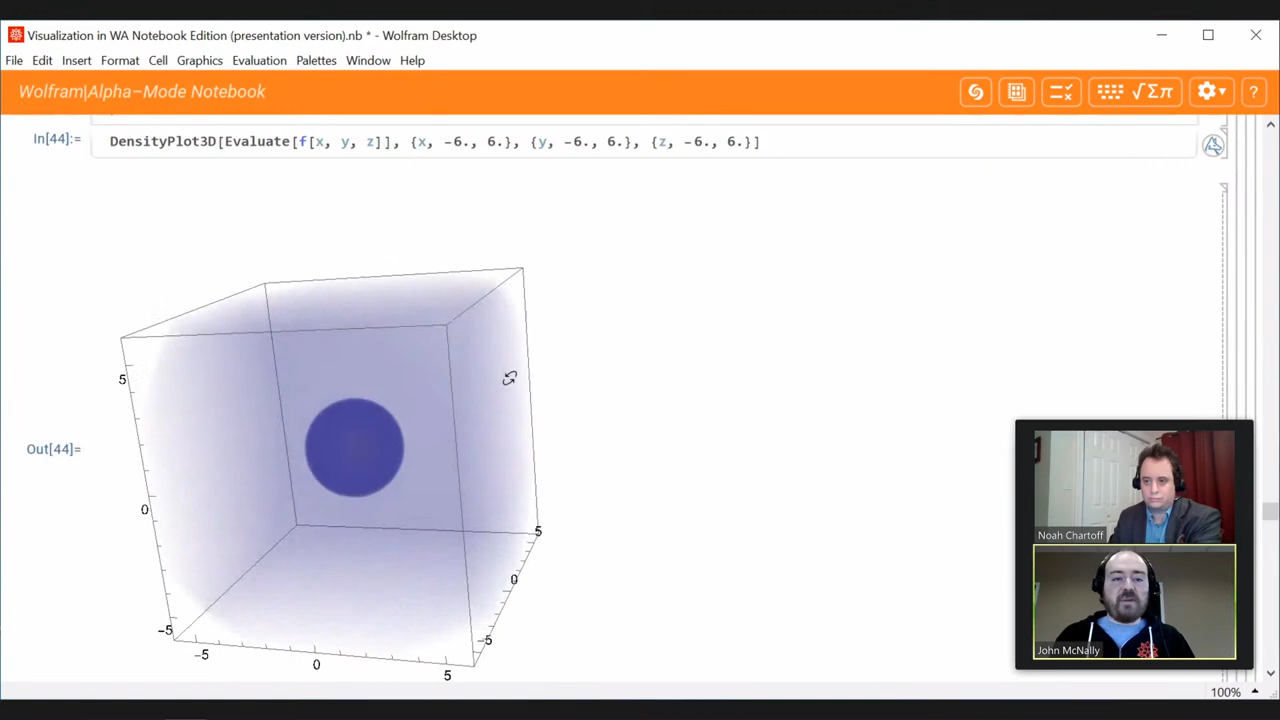 Visualization in WA Notebook Edition (presentation version).nb * - Wolfram Desktop
File Edit Insert Format Cell Graphics Evaluation Palettes Window Help
Wolfram|Alpha-Mode Notebook
√Σπ
?
In[44]:=
DensityPlot3D[Evaluate[f[x, y, z]], {x, -6., 6.}, {y, -6., 6.}, {z, -6., 6.}]
5
0
-5
Out[44]=
-5
0
5
-5
0
5
Noah Chartoff
John McNally
100%